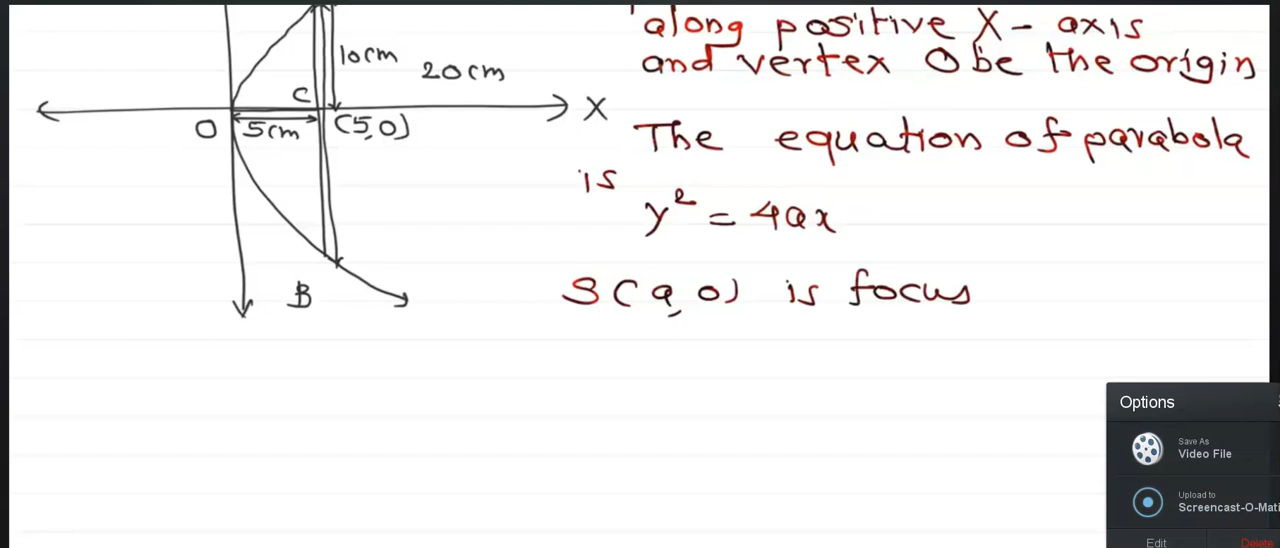 along positive X- axis
10cm
20cm
and vertex O be the origin
C
X
O
5cm
(5,0)
The equation of parabola
is
y² = 4ax
B
S(a,0) is focus
Options
Save As
Video File
Upload to
Screencast-O-Mati
Edit
Delete